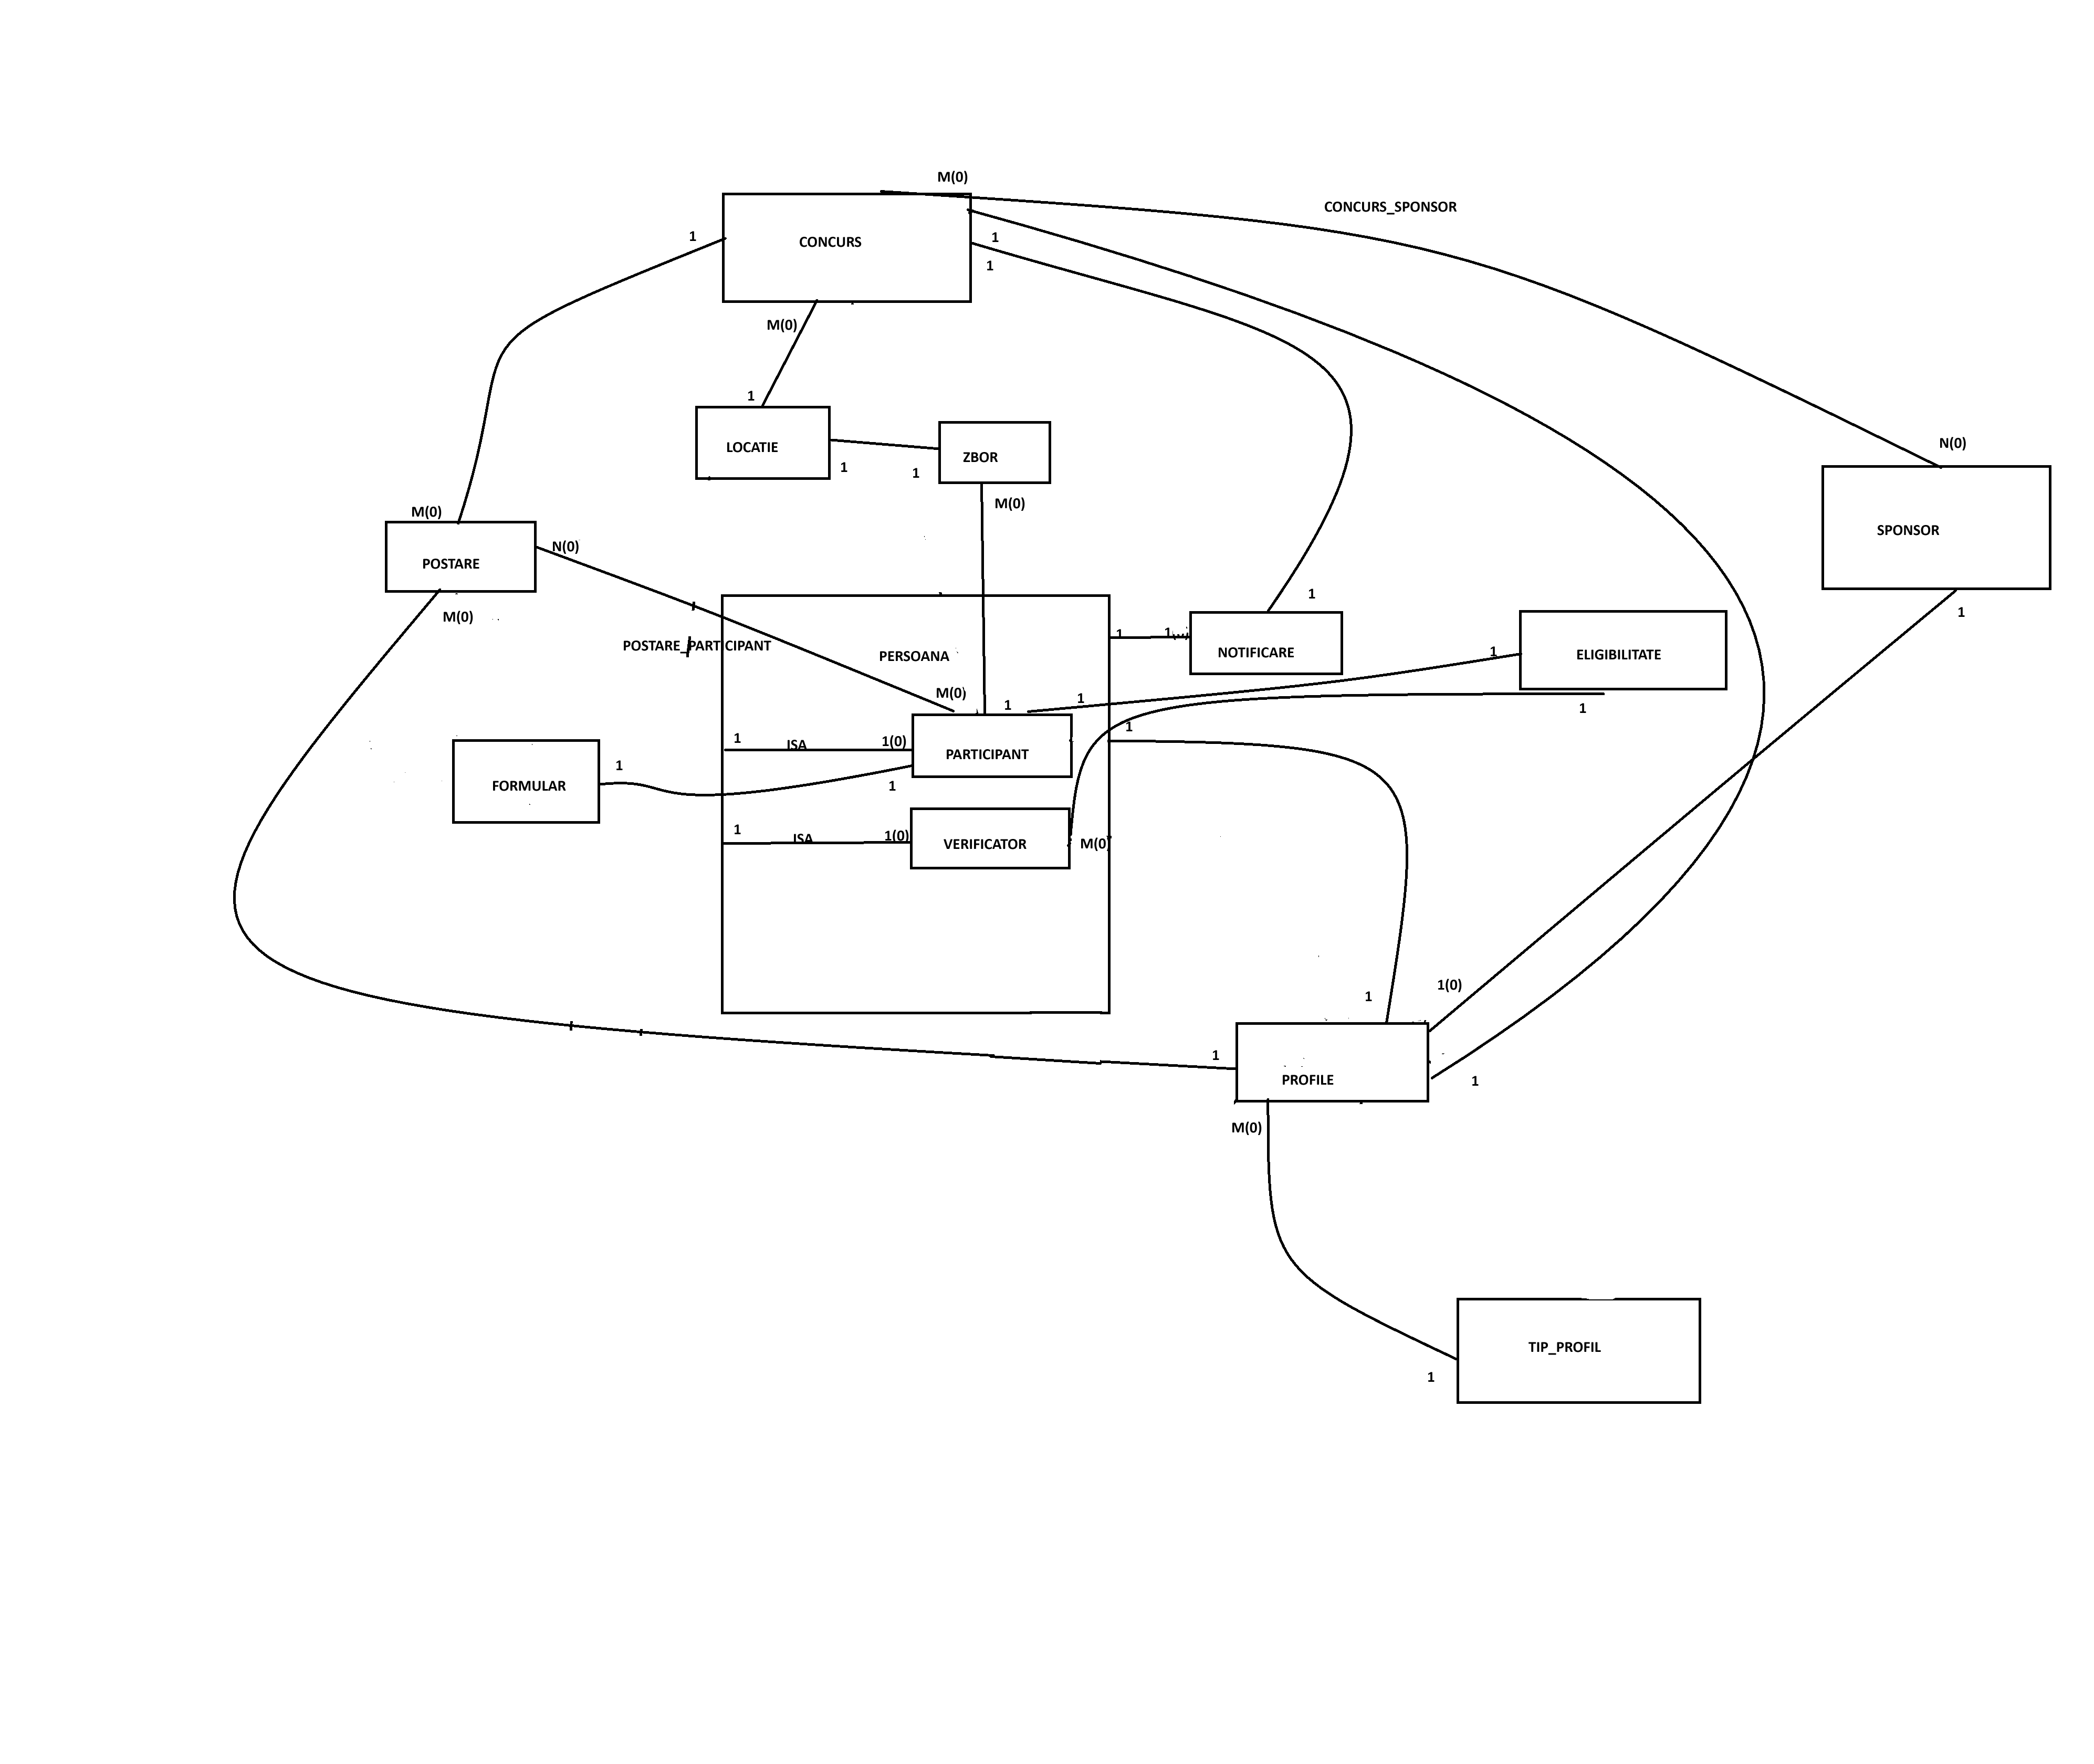 M(0)
CONCURS_SPONSOR
1
CONCURS
1
1
M(0)
1
LOCATIE
ZBOR
N(0)
1
1
M(0)
M(0)
POSTARE
N(0)
SPONSOR
M(0)
1
1
POSTARE_PARTICIPANT
PERSOANA
1
1
NOTIFICARE
1
ELIGIBILITATE
M(0)
1
1
1
1
1
ISA
1(0)
PARTICIPANT
FORMULAR
1
1
1
ISA
1(0)
VERIFICATOR
M(0)
1
1(0)
1
PROFILE
1
M(0)
TIP_PROFIL
1